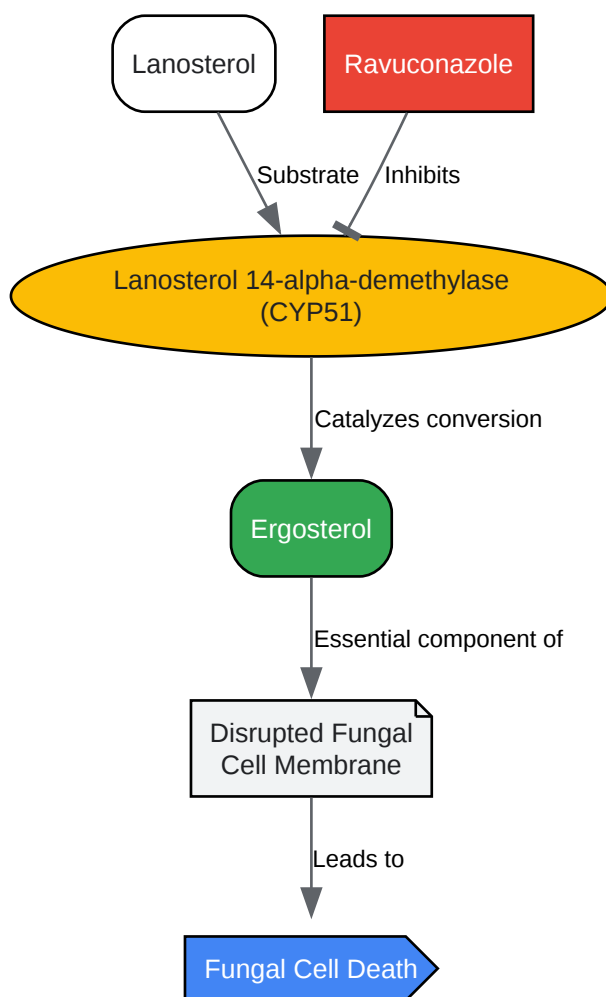 Lanosterol
Ravuconazole
Substrate
Inhibits
Lanosterol 14-alpha-demethylase
(CYP51)
Catalyzes conversion
Ergosterol
Essential component of
Disrupted Fungal
Cell Membrane
Leads to
Fungal Cell Death